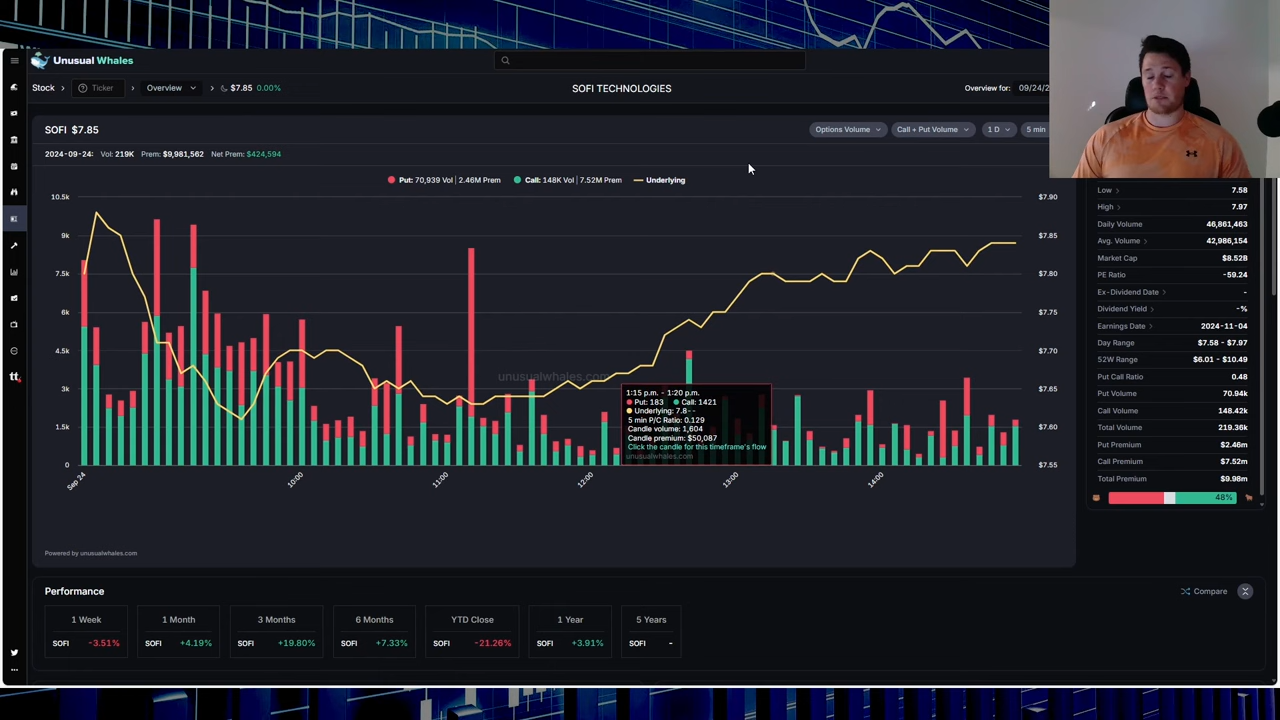 Unusual Whales
Stock > Ticker > Overview > $7.85 0.00%
SOFI TECHNOLOGIES
Overview for: 09/24/2
SOFI $7.85
Options Volume Call + Put Volume 1 D 5 min
2024-09-24: Vol: 219K Prem: $9,981,562 Net Prem: $424,594
Put: 70,939 Vol | 2.46M Prem Call: 148K Vol | 7.52M Prem Underlying
10.5k
9k
7.5k
6k
4.5k
3k
1.5k
0
$7.90
$7.85
$7.80
$7.75
$7.70
$7.65
$7.60
$7.55
unusualwhales.com
1:15 p.m. - 1:20 p.m.
Put: 183 Call: 1421
Underlying: 7.8--
5 min P/C Ratio: 0.129
Candle volume: 1,604
Candle premium: $50,087
Click the candle for this timeframe's flow
unusualwhales.com
Sep 24 10:00 11:00 12:00 13:00 14:00
Powered by unusualwhales.com
Low > 7.58
High > 7.97
Daily Volume 46,861,463
Avg. Volume > 42,986,154
Market Cap $8.52B
PE Ratio -59.24
Ex-Dividend Date > -
Dividend Yield > -%
Earnings Date > 2024-11-04
Day Range $7.58 - $7.97
52W Range $6.01 - $10.49
Put Call Ratio 0.48
Put Volume 70.94k
Call Volume 148.42k
Total Volume 219.36k
Put Premium $2.46m
Call Premium $7.52m
Total Premium $9.98m
48%
Performance
Compare
1 Week
SOFI -3.51%
1 Month
SOFI +4.19%
3 Months
SOFI +19.80%
6 Months
SOFI +7.33%
YTD Close
SOFI -21.26%
1 Year
SOFI +3.91%
5 Years
SOFI -